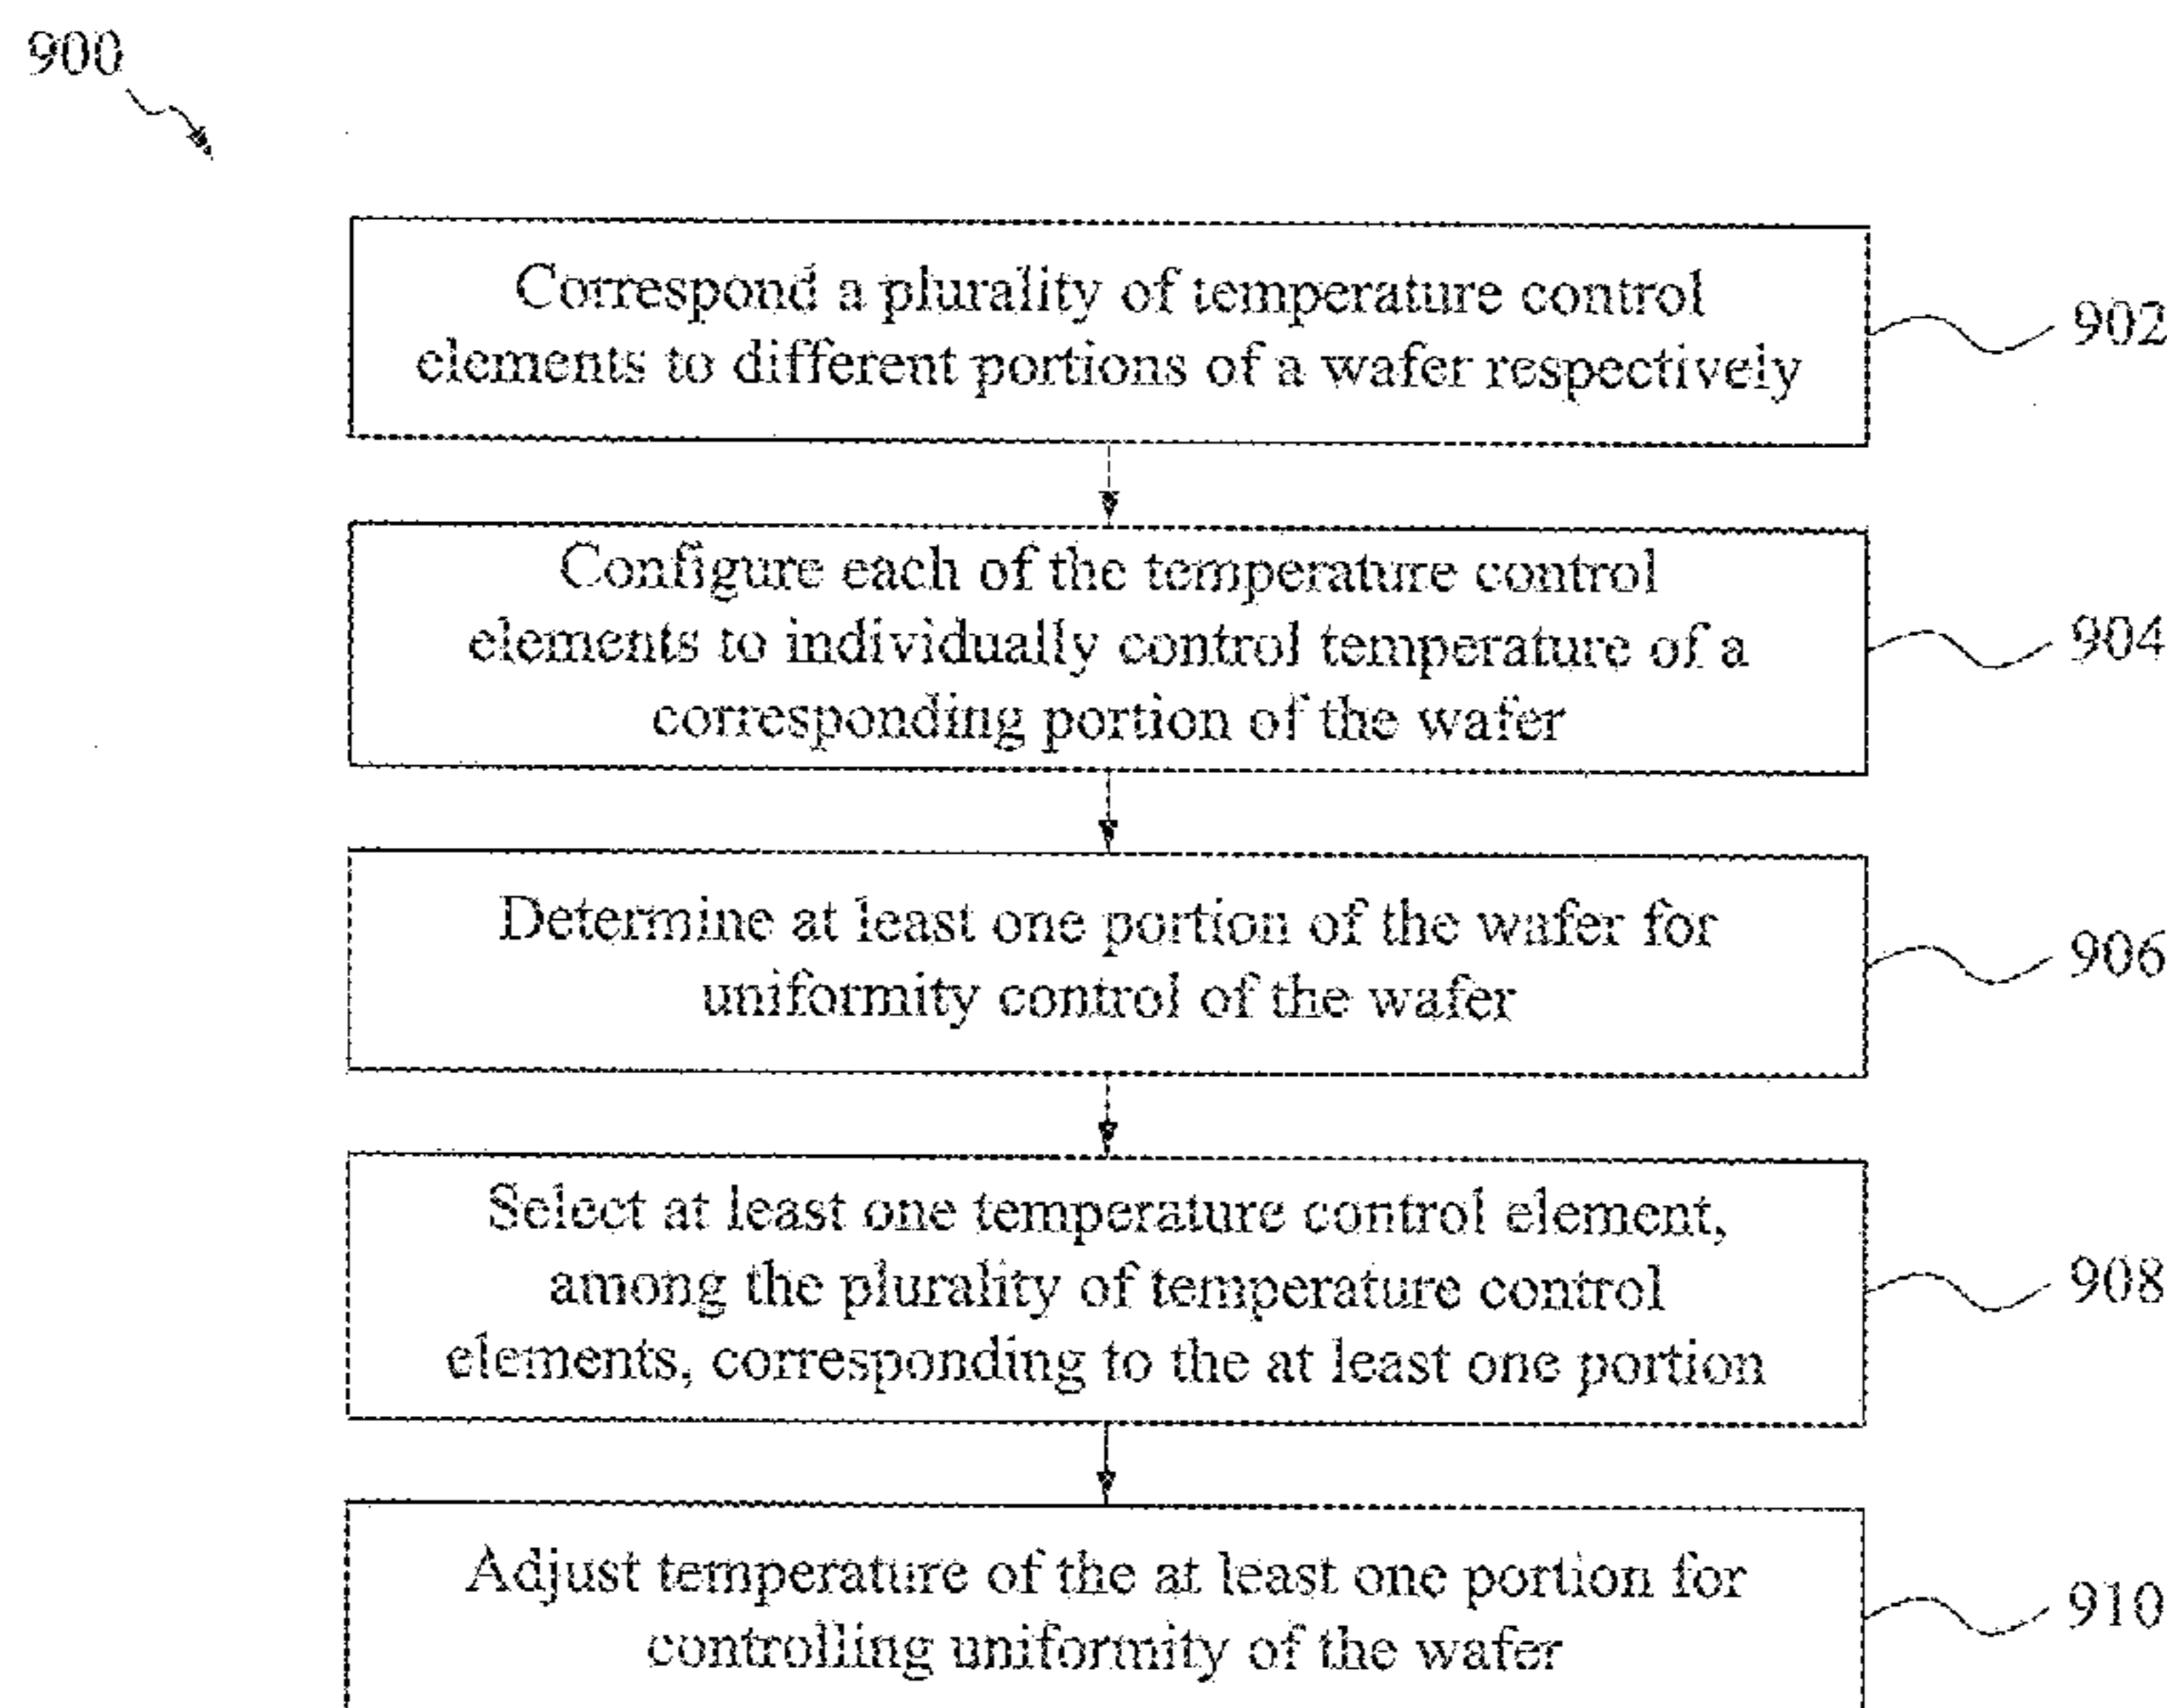 900
Correspond a plurality of temperature control
elements to different portions of a wafer respectively
902
Configure each of the temperature control
elements to individually control temperature of a
corresponding portion of the wafer
904
Determine at least one portion of the wafer for
uniformity control of the wafer
906
Select at least one temperature control element,
among the plurality of temperature control
elements, corresponding to the at least one portion
908
Adjust temperature of the at least one portion for
controlling uniformity of the wafer
910